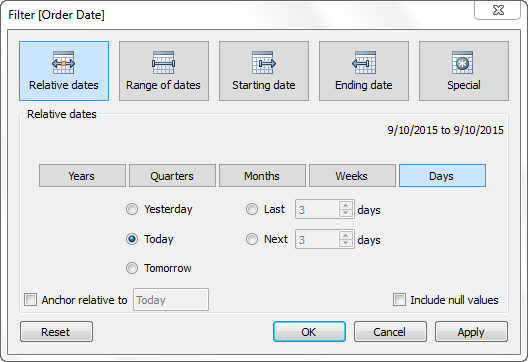 Filter [Order Date]
Relative dates Range of dates Starting date Ending date Special
Relative dates
9/10/2015 to 9/10/2015
Years Quarters Months Weeks Days
Yesterday Last 3 days
Today Next 3 days
Tomorrow
Anchor relative to Today Include null values
Reset OK Cancel Apply